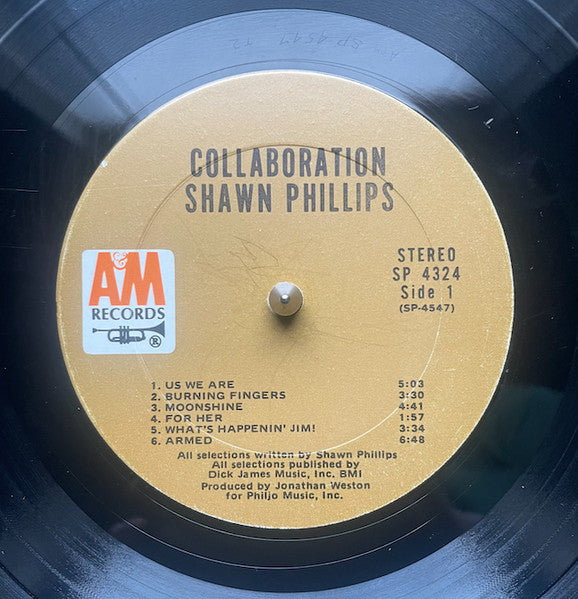 COLLABORATION
SHAWN PHILLIPS
A&M
RECORDS
®
STEREO
SP 4324
Side 1
(SP-4547)
1. US WE ARE 5:03
2. BURNING FINGERS 3:30
3. MOONSHINE 4:41
4. FOR HER 1:57
5. WHAT'S HAPPENIN' JIM! 3:34
6. ARMED 6:48
All selections written by Shawn Phillips
All selections published by
Dick James Music, Inc. BMI
Produced by Jonathan Weston
for Philjo Music, Inc.